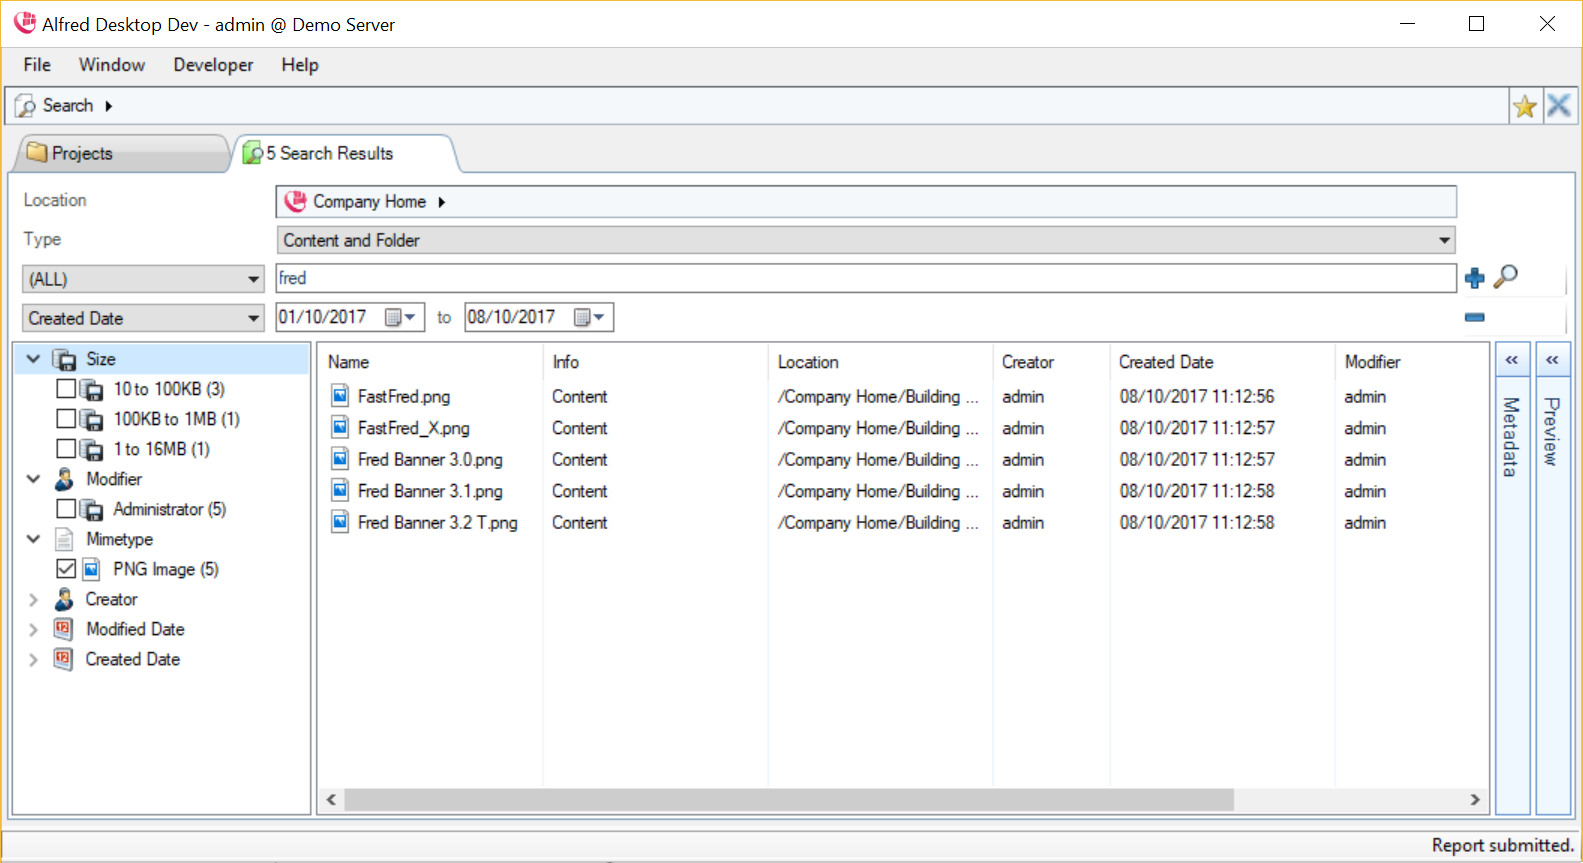 Alfred Desktop Dev - admin @ Demo Server
File Window Developer Help
Search
Projects 5 Search Results
Location Company Home
Type Content and Folder
(ALL) fred
Created Date 01/10/2017 to 08/10/2017
Size
10 to 100KB (3)
100KB to 1MB (1)
1 to 16MB (1)
Modifier
Administrator (5)
Mimetype
PNG Image (5)
Creator
Modified Date
Created Date
Name Info Location Creator Created Date Modifier
FastFred.png Content /Company Home/Building ... admin 08/10/2017 11:12:56 admin
FastFred_X.png Content /Company Home/Building ... admin 08/10/2017 11:12:57 admin
Fred Banner 3.0.png Content /Company Home/Building ... admin 08/10/2017 11:12:57 admin
Fred Banner 3.1.png Content /Company Home/Building ... admin 08/10/2017 11:12:58 admin
Fred Banner 3.2 T.png Content /Company Home/Building ... admin 08/10/2017 11:12:58 admin
Metadata
Preview
Report submitted.